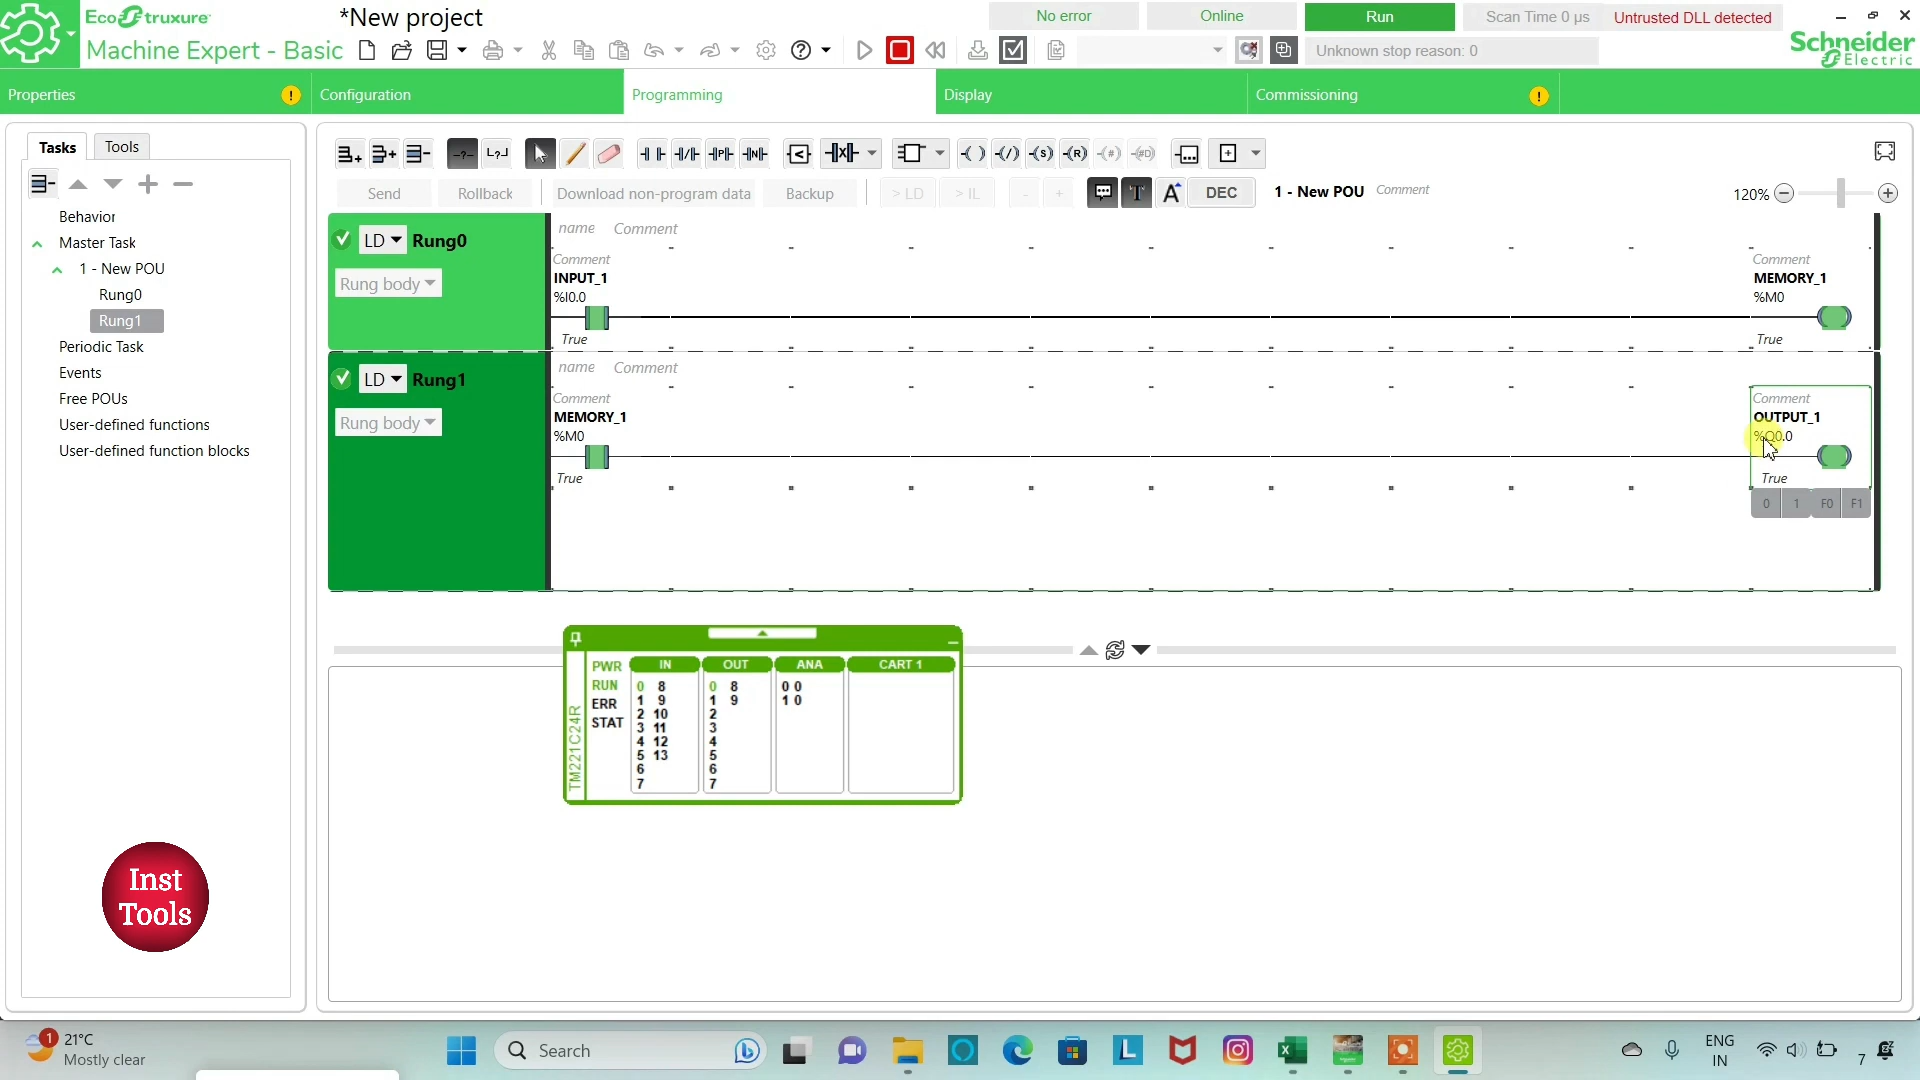 EcoStruxure
Machine Expert - Basic
*New project
No error
Online
Run
Scan Time 0 µs
Untrusted DLL detected
Unknown stop reason: 0
Schneider
Electric
Properties
Configuration
Programming
Display
Commissioning
Tasks
Tools
Send
Rollback
Download non-program data
Backup
> LD
> IL
-
+
T
A
DEC
1 - New POU
Comment
120%
Behavior
Master Task
1 - New POU
Rung0
Rung1
Periodic Task
Events
Free POUs
User-defined functions
User-defined function blocks
LD
Rung0
Rung body
name
Comment
Comment
INPUT_1
%I0.0
True
Comment
MEMORY_1
%M0
True
LD
Rung1
Rung body
name
Comment
Comment
MEMORY_1
%M0
True
Comment
OUTPUT_1
%Q0.0
True
0 1 F0 F1
TM221C24R
PWR
RUN
ERR
STAT
IN
0 8
1 9
2 10
3 11
4 12
5 13
6
7
OUT
0 8
1 9
2
3
4
5
6
7
ANA
0 0
1 0
CART 1
Inst
Tools
1
21°C
Mostly clear
Search
ENG
IN
7